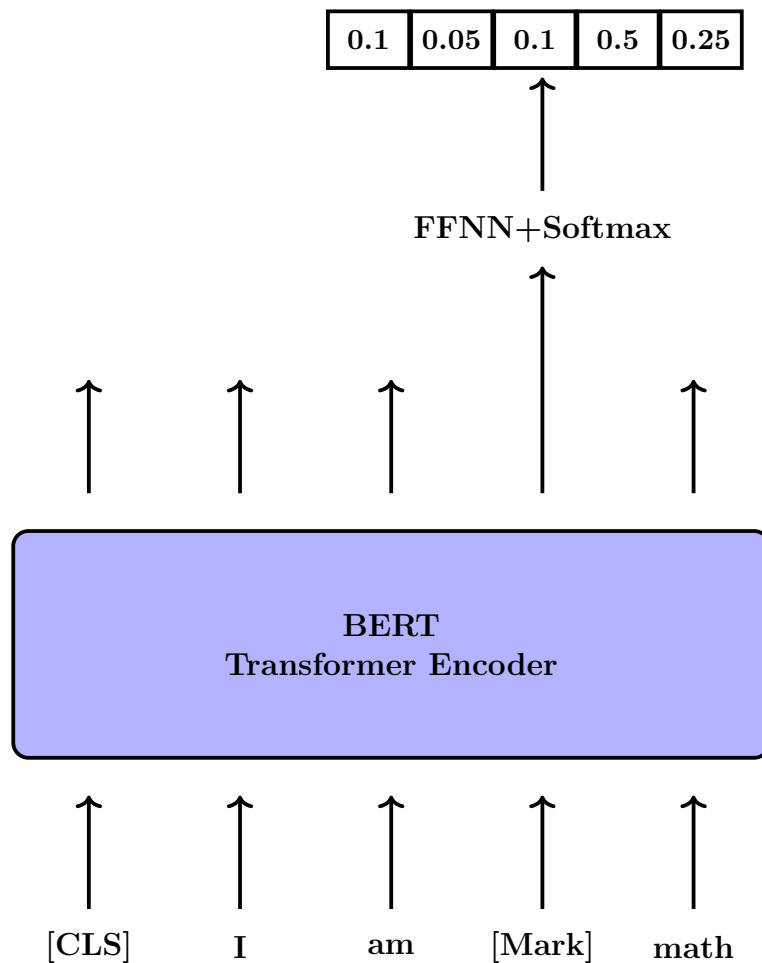 0.1 0.05 0.1 0.5 0.25
FFNN+Softmax
BERT
Transformer Encoder
[CLS] I am [Mark] math